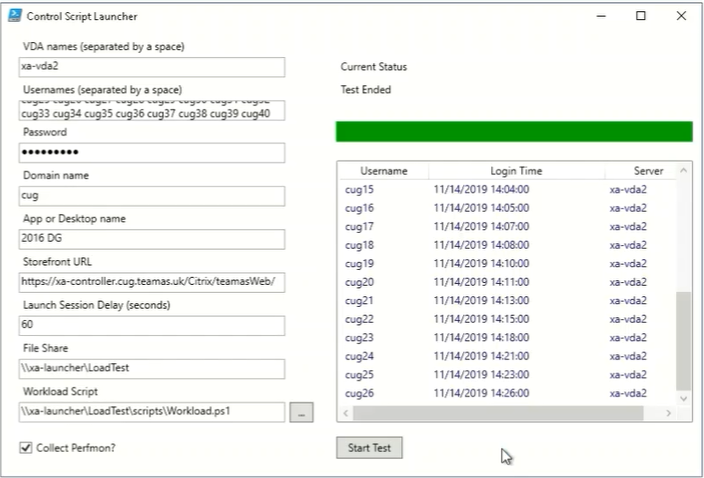 Control Script Launcher
VDA names (separated by a space)
xa-vda2
Usernames (separated by a space)
cug33 cug34 cug35 cug36 cug37 cug38 cug39 cug40
Password
●●●●●●●●●
Domain name
cug
App or Desktop name
2016 DG
Storefront URL
https://xa-controller.cug.teamas.uk/Citrix/teamasWeb/
Launch Session Delay (seconds)
60
File Share
\\xa-launcher\LoadTest
Workload Script
\\xa-launcher\LoadTest\scripts\Workload.ps1
...
Collect Perfmon?
Current Status
Test Ended
Username Login Time Server
cug15 11/14/2019 14:04:00 xa-vda2
cug16 11/14/2019 14:05:00 xa-vda2
cug17 11/14/2019 14:07:00 xa-vda2
cug18 11/14/2019 14:08:00 xa-vda2
cug19 11/14/2019 14:10:00 xa-vda2
cug20 11/14/2019 14:11:00 xa-vda2
cug21 11/14/2019 14:13:00 xa-vda2
cug22 11/14/2019 14:15:00 xa-vda2
cug23 11/14/2019 14:18:00 xa-vda2
cug24 11/14/2019 14:21:00 xa-vda2
cug25 11/14/2019 14:23:00 xa-vda2
cug26 11/14/2019 14:26:00 xa-vda2
Start Test